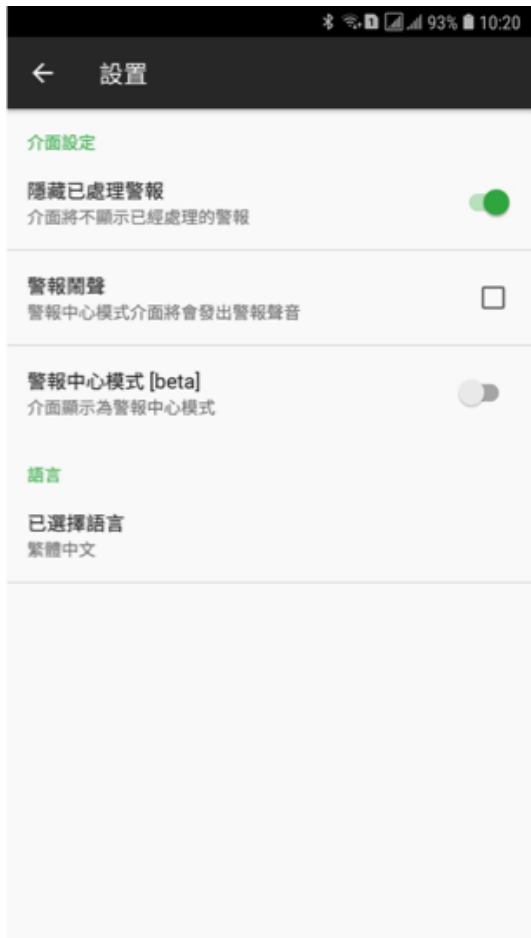 93% 10:20
設置
介面設定
隱藏已處理警報
介面將不顯示已經處理的警報
警報鬧聲
警報中心模式介面將會發出警報聲音
警報中心模式 [beta]
介面顯示為警報中心模式
語言
已選擇語言
繁體中文